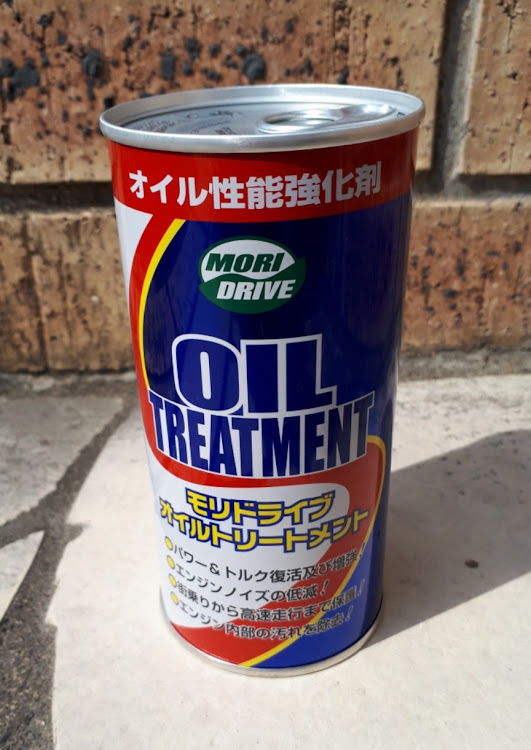 オイル性能強化剤
MORI
DRIVE
OIL
TREATMENT
モリドライブ
オイルトリートメント
パワー&トルク復活及び増強!
エンジンノイズの低減!
街乗りから高速走行まで保護!
エンジン内部の汚れを除去!